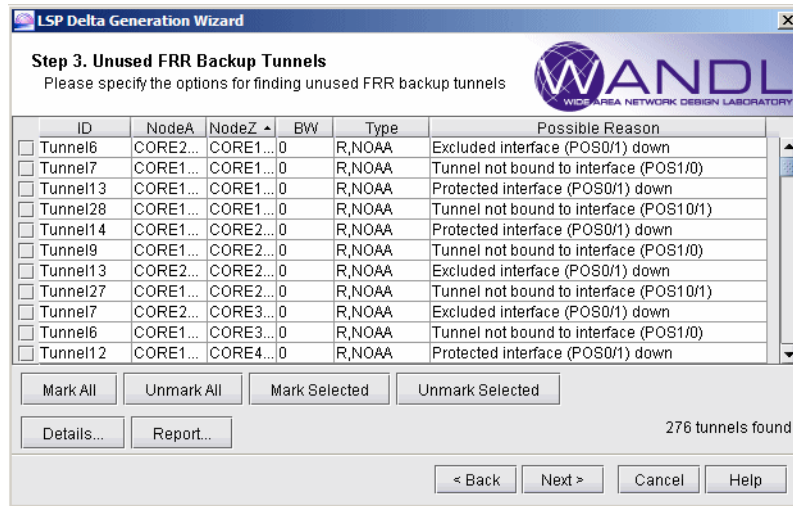 LSP Delta Generation Wizard
Step 3. Unused FRR Backup Tunnels
Please specify the options for finding unused FRR backup tunnels
WANDL
WIDE AREA NETWORK DESIGN LABORATORY
ID NodeA NodeZ BW Type Possible Reason
Tunnel6 CORE2... CORE1... 0 R,NOAA Excluded interface (POS0/1) down
Tunnel7 CORE1... CORE1... 0 R,NOAA Tunnel not bound to interface (POS1/0)
Tunnel13 CORE1... CORE1... 0 R,NOAA Protected interface (POS0/1) down
Tunnel28 CORE1... CORE1... 0 R,NOAA Tunnel not bound to interface (POS10/1)
Tunnel14 CORE1... CORE2... 0 R,NOAA Protected interface (POS0/1) down
Tunnel9 CORE1... CORE2... 0 R,NOAA Tunnel not bound to interface (POS1/0)
Tunnel13 CORE2... CORE2... 0 R,NOAA Excluded interface (POS0/1) down
Tunnel27 CORE1... CORE2... 0 R,NOAA Tunnel not bound to interface (POS10/1)
Tunnel7 CORE2... CORE3... 0 R,NOAA Excluded interface (POS0/1) down
Tunnel6 CORE1... CORE3... 0 R,NOAA Tunnel not bound to interface (POS1/0)
Tunnel12 CORE1... CORE4... 0 R,NOAA Protected interface (POS0/1) down
Mark All Unmark All Mark Selected Unmark Selected
Details... Report... 276 tunnels found
< Back Next > Cancel Help